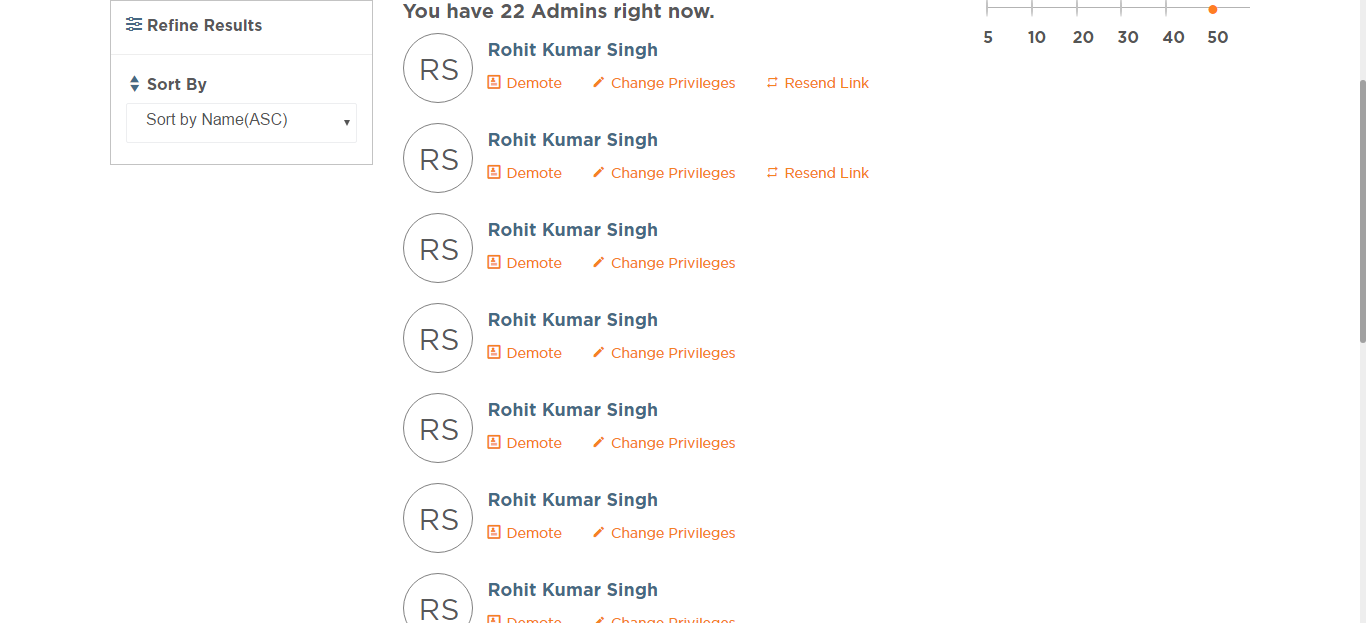 You have 22 Admins right now.
Refine Results
Sort By
Sort by Name(ASC)
5 10 20 30 40 50
RS
Rohit Kumar Singh
Demote Change Privileges Resend Link
RS
Rohit Kumar Singh
Demote Change Privileges Resend Link
RS
Rohit Kumar Singh
Demote Change Privileges
RS
Rohit Kumar Singh
Demote Change Privileges
RS
Rohit Kumar Singh
Demote Change Privileges
RS
Rohit Kumar Singh
Demote Change Privileges
RS
Rohit Kumar Singh
Demote Change Privileges